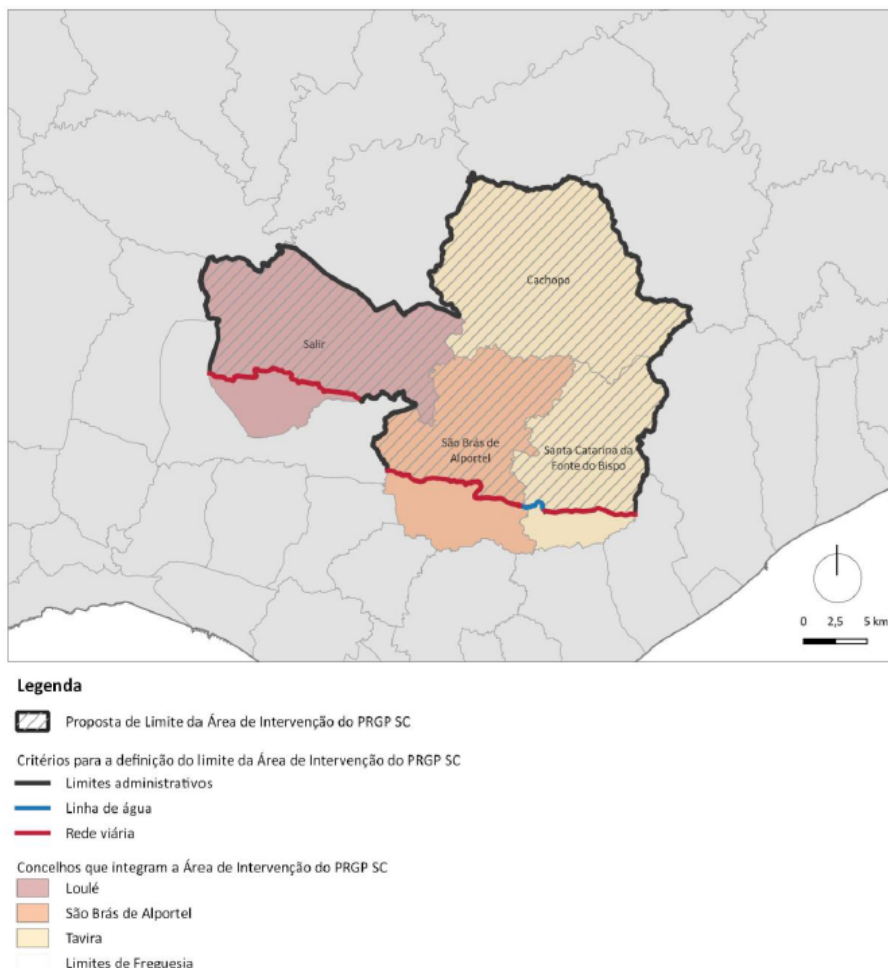 Cachopo
Salir
São Brás de
Alportel
Santa Catarina da
Fonte do Bispo
0 2,5 5 km
Legenda
Proposta de Limite da Área de Intervenção do PRGP SC
Critérios para a definição do limite da Área de Intervenção do PRGP SC
Limites administrativos
Linha de água
Rede viária
Concelhos que integram a Área de Intervenção do PRGP SC
Loulé
São Brás de Alportel
Tavira
Limites de Freguesia